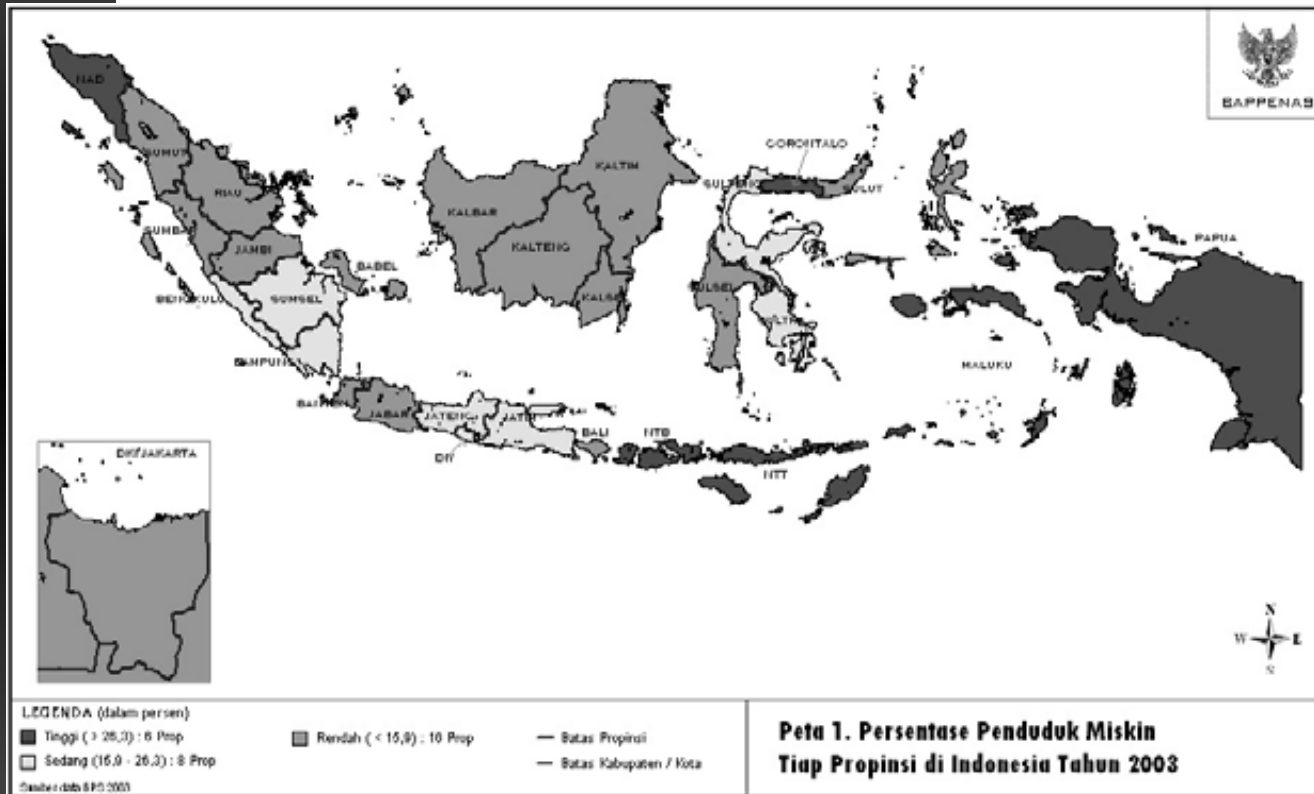 BAPPENAS
NAD
SUMUT
RIAU
SUMBAR
JAMBI
BENGKULU
SUMSEL
BABEL
LAMPUNG
KALBAR
KALTENG
KALTIM
KALSEL
GORONTALO
SULTENG
SULUT
SULSEL
PAPUA
MALUKU
BANTEN
JABAR
JATENG
JATIM
DIY
BALI
NTB
NTT
DKI JAKARTA
N
W E
S
LEGENDA (dalam persen)
Tinggi ( > 26,3) : 6 Prop
Sedang (15,9 - 26,3) : 8 Prop
Rendah ( < 15,9) : 16 Prop
Batas Propinsi
Batas Kabupaten / Kota
Sumber data BPS 2003
Peta 1. Persentase Penduduk Miskin
Tiap Propinsi di Indonesia Tahun 2003